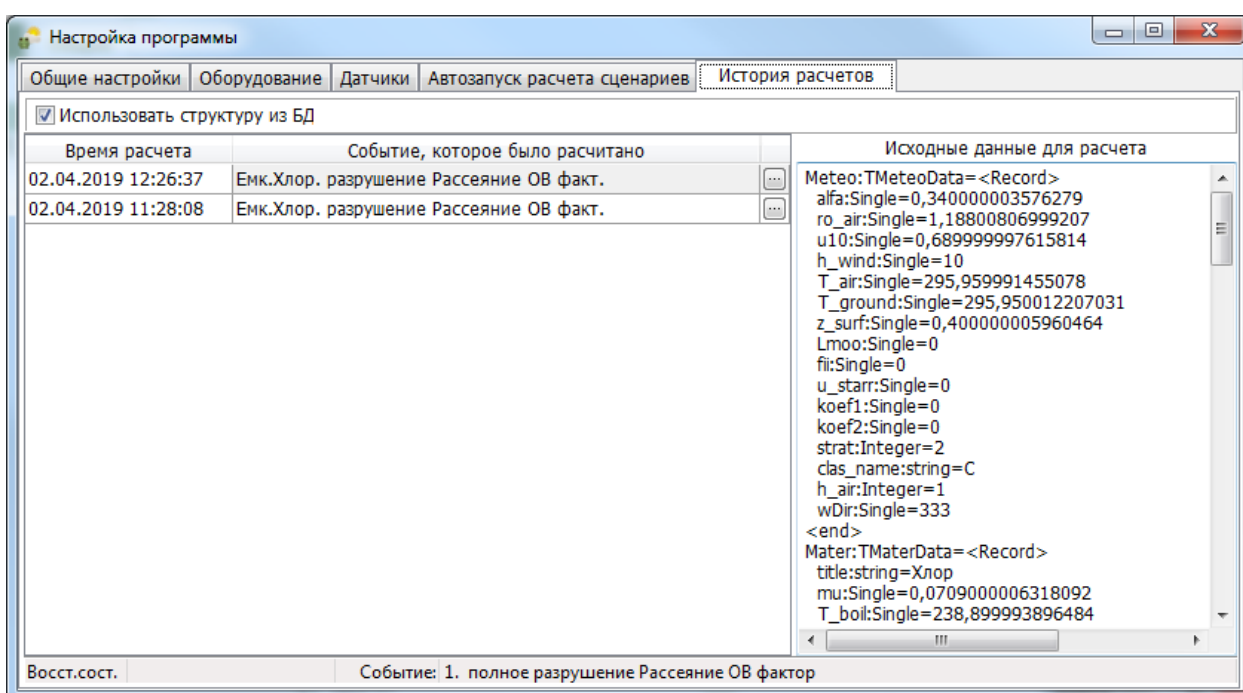 Настройка программы
Общие настройки Оборудование Датчики Автозапуск расчета сценариев История расчетов
Использовать структуру из БД
Время расчета Событие, которое было расчитано Исходные данные для расчета
02.04.2019 12:26:37 Емк.Хлор. разрушение Рассеяние ОВ факт. ...
02.04.2019 11:28:08 Емк.Хлор. разрушение Рассеяние ОВ факт. ...
Meteo:TMeteoData=<Record>
alfa:Single=0,340000003576279
ro_air:Single=1,18800806999207
u10:Single=0,689999997615814
h_wind:Single=10
T_air:Single=295,959991455078
T_ground:Single=295,950012207031
z_surf:Single=0,400000005960464
Lmoo:Single=0
fii:Single=0
u_starr:Single=0
koef1:Single=0
koef2:Single=0
strat:Integer=2
clas_name:string=C
h_air:Integer=1
wDir:Single=333
<end>
Mater:TMaterData=<Record>
title:string=Хлор
mu:Single=0,0709000006318092
T_boil:Single=238,899993896484
Восст.сост. Событие: 1. полное разрушение Рассеяние ОВ фактор